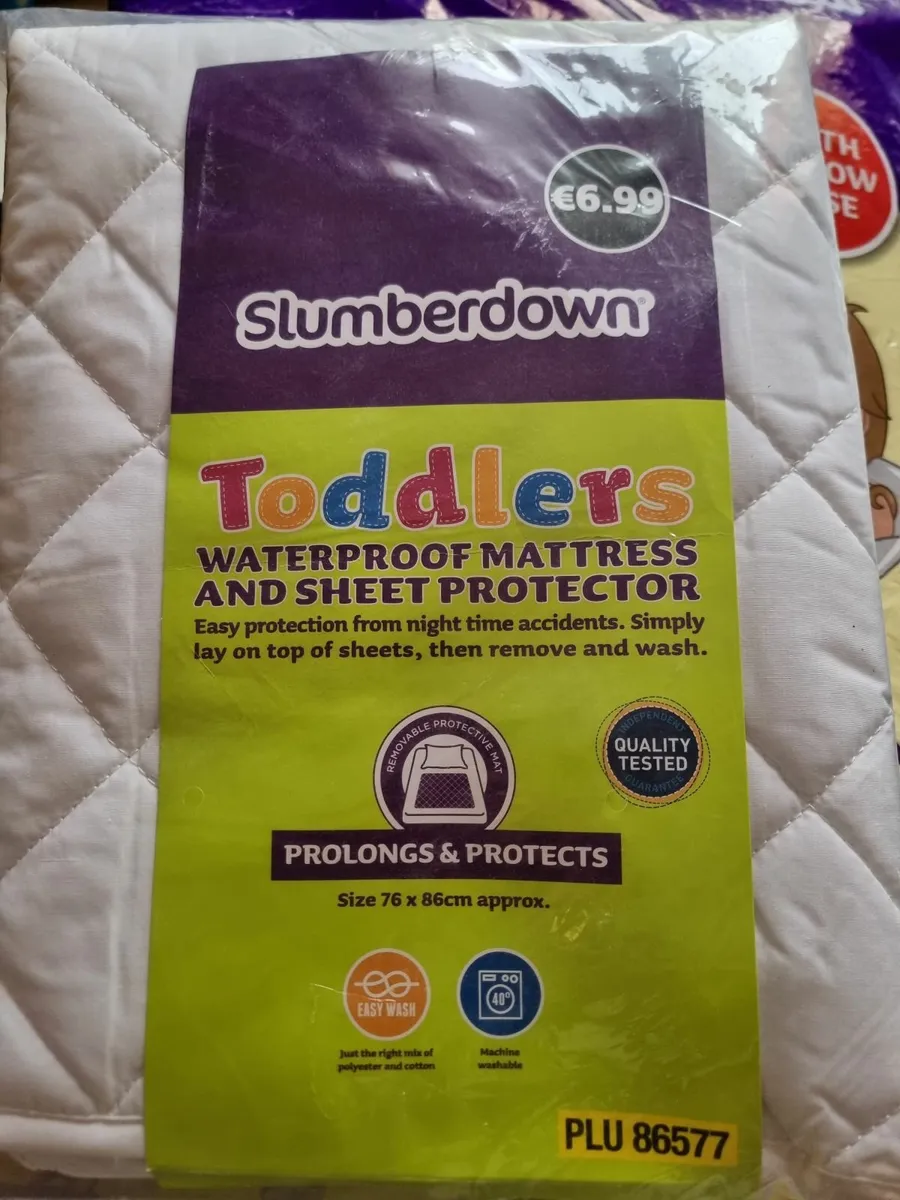 €6.99
Slumberdown®
Toddlers
WATERPROOF MATTRESS
AND SHEET PROTECTOR
Easy protection from night time accidents. Simply
lay on top of sheets, then remove and wash.
REMOVABLE PROTECTIVE MAT
INDEPENDENT
QUALITY
TESTED
GUARANTEE
PROLONGS & PROTECTS
Size 76 x 86cm approx.
EASY WASH
40°
Just the right mix of
polyester and cotton
Machine
washable
PLU 86577